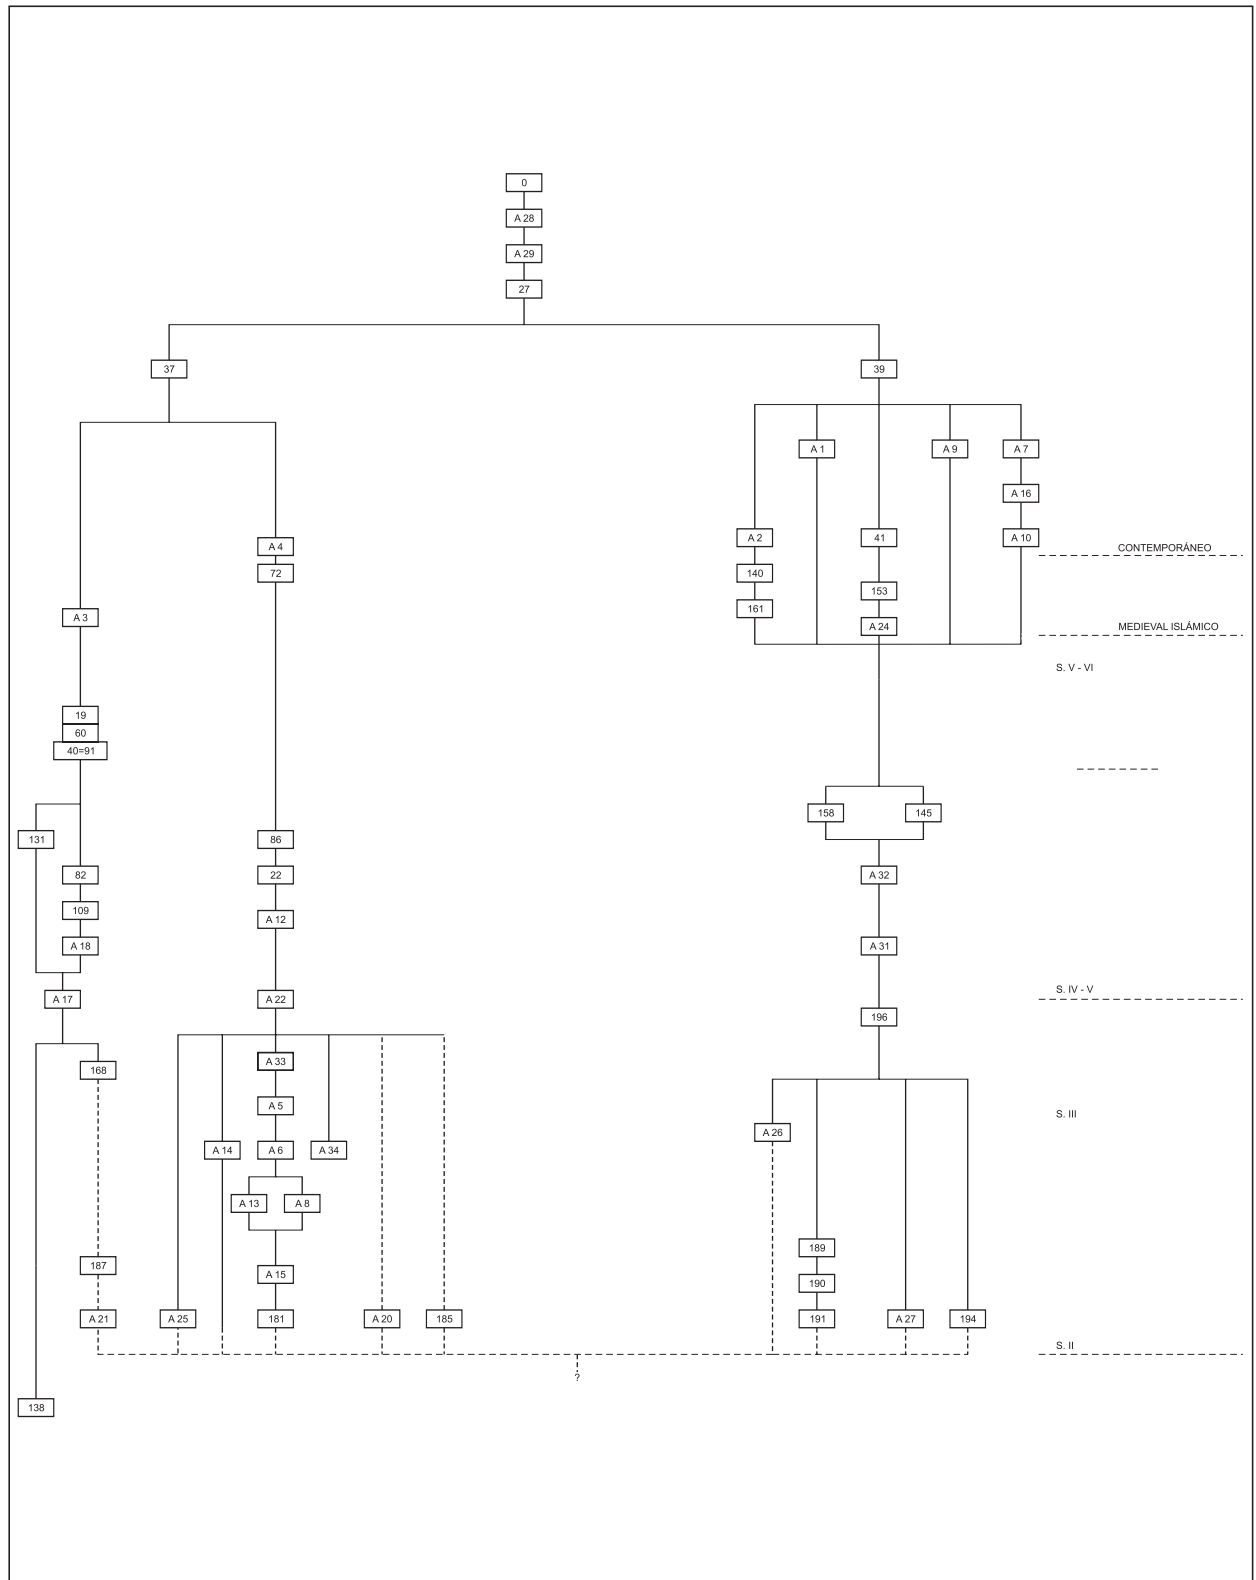 0
A 28
A 29
27
37
39
A 1
A 9
A 7
A 16
A 2
41
A 10
A 4
CONTEMPORÁNEO
72
140
153
161
A 3
A 24
MEDIEVAL ISLÁMICO
S. V - VI
19
60
40=91
158
145
131
86
82
22
A 32
109
A 12
A 18
A 31
S. IV - V
A 17
A 22
196
A 33
168
A 5
S. III
A 26
A 14
A 6
A 34
A 13
A 8
189
187
A 15
190
A 21
A 25
181
A 20
185
191
A 27
194
S. II
?
138